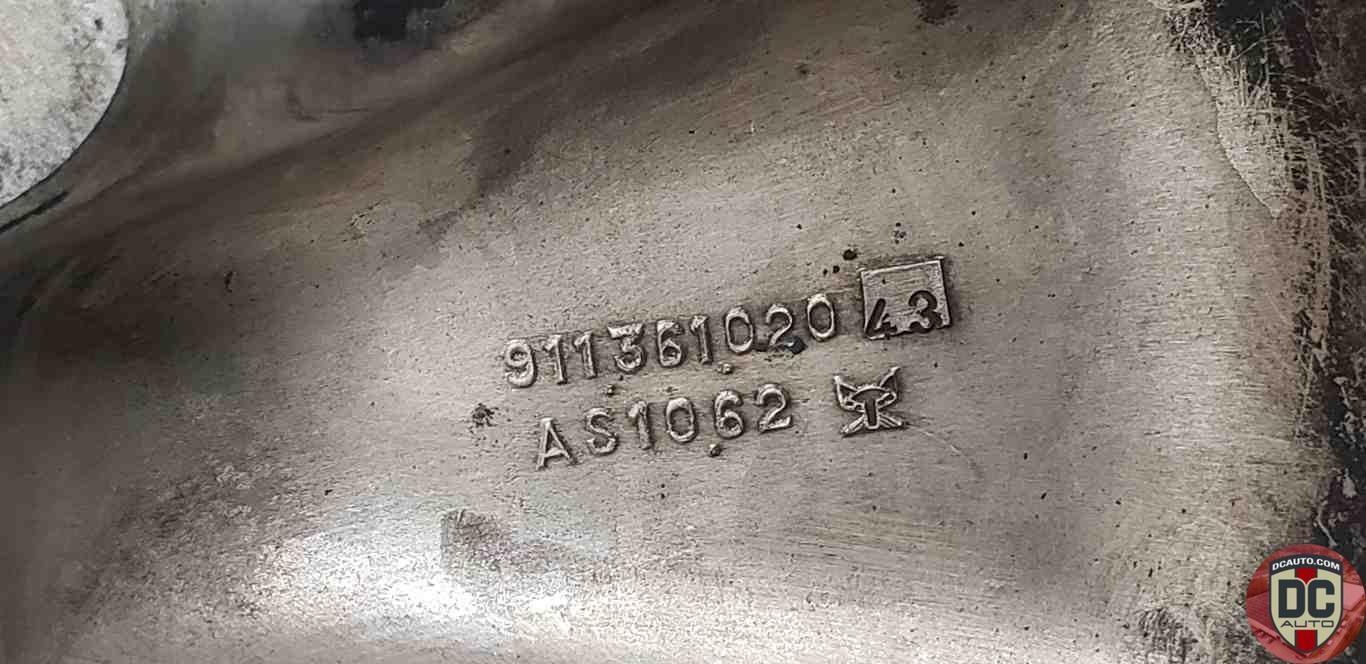 911361020 43
AS1062
DCAUTO.COM
DC
AUTO